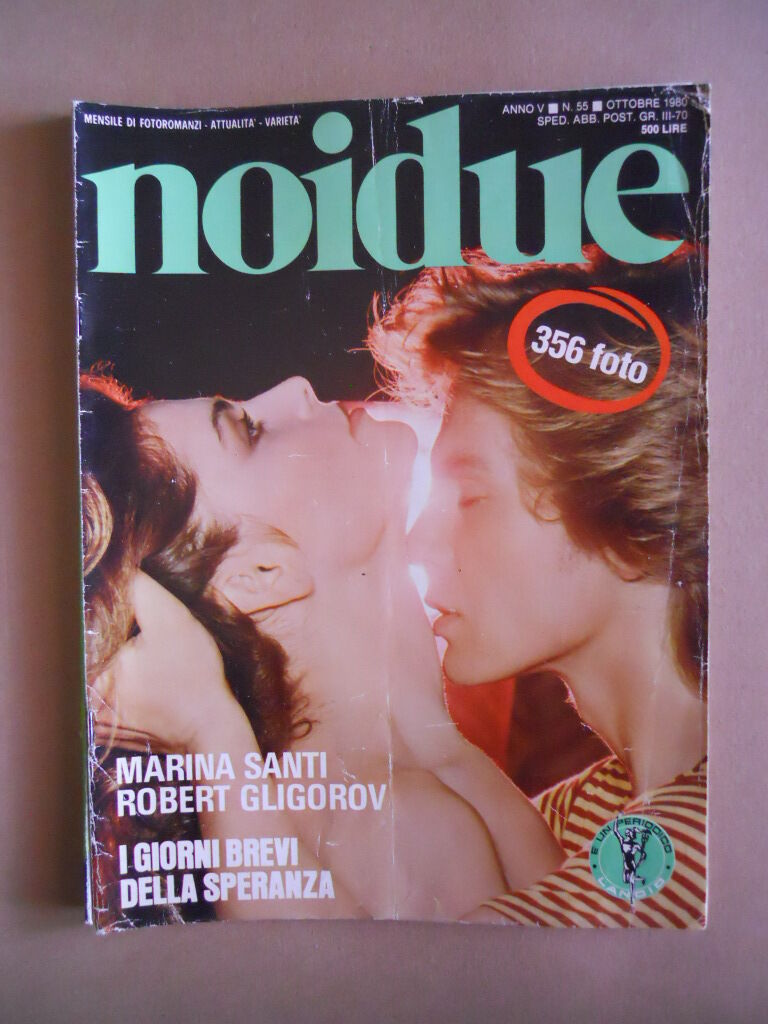 MENSILE DI FOTOROMANZI - ATTUALITA' - VARIETA'
ANNO V ■ N. 55 ■ OTTOBRE 1980
SPED. ABB. POST. GR. III-70
500 LIRE
noidue
356 foto
MARINA SANTI
ROBERT GLIGOROV
I GIORNI BREVI
DELLA SPERANZA
E UN PERIODICO
LANCIO